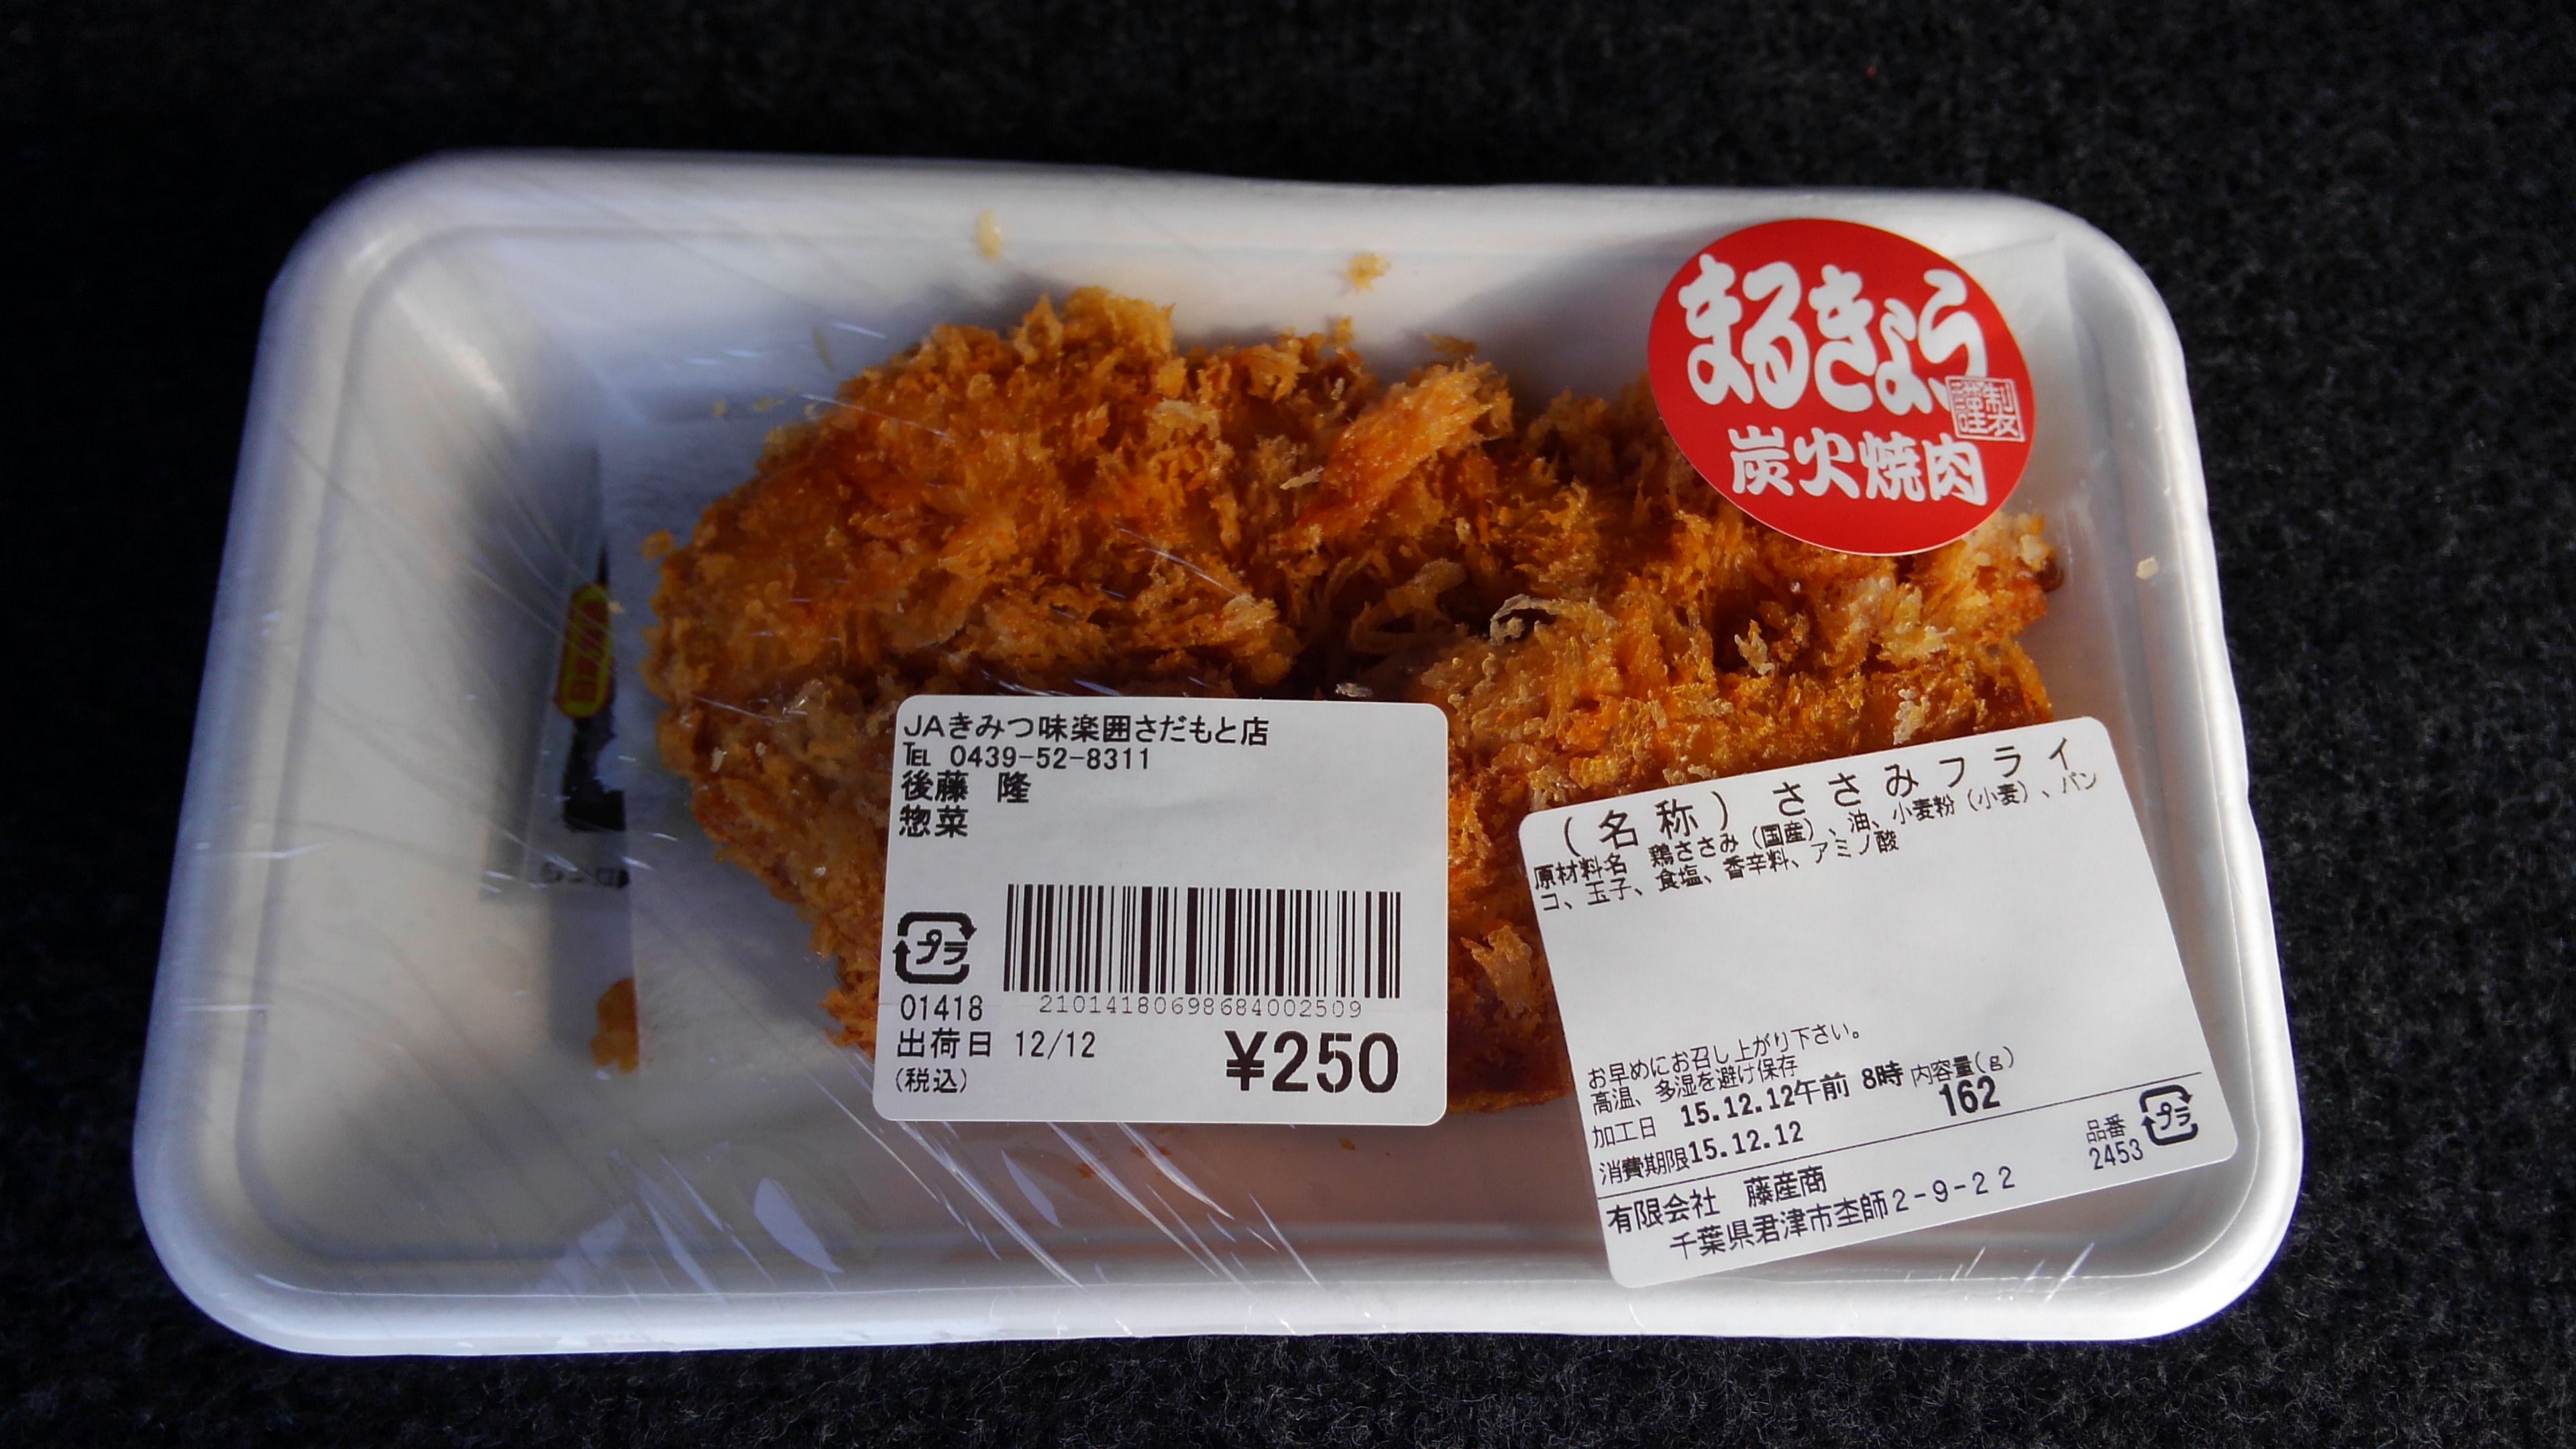 まるきょう
謹製
炭火焼肉
JAきみつ味楽囲さだもと店
℡ 0439-52-8311
後藤 隆
惣菜
プラ
01418
21014180698684002509
出荷日 12/12
(税込)
¥250
(名称) ささみフライ
原材料名 鶏ささみ(国産)、油、小麦粉(小麦)、パン
コ、玉子、食塩、香辛料、アミノ酸
お早めにお召し上がり下さい。
高温、多湿を避け保存
加工日 15.12.12午前 8時 内容量(g)
162
消費期限15.12.12
品番
2453
プラ
有限会社 藤産商
千葉県君津市杢師2-9-22